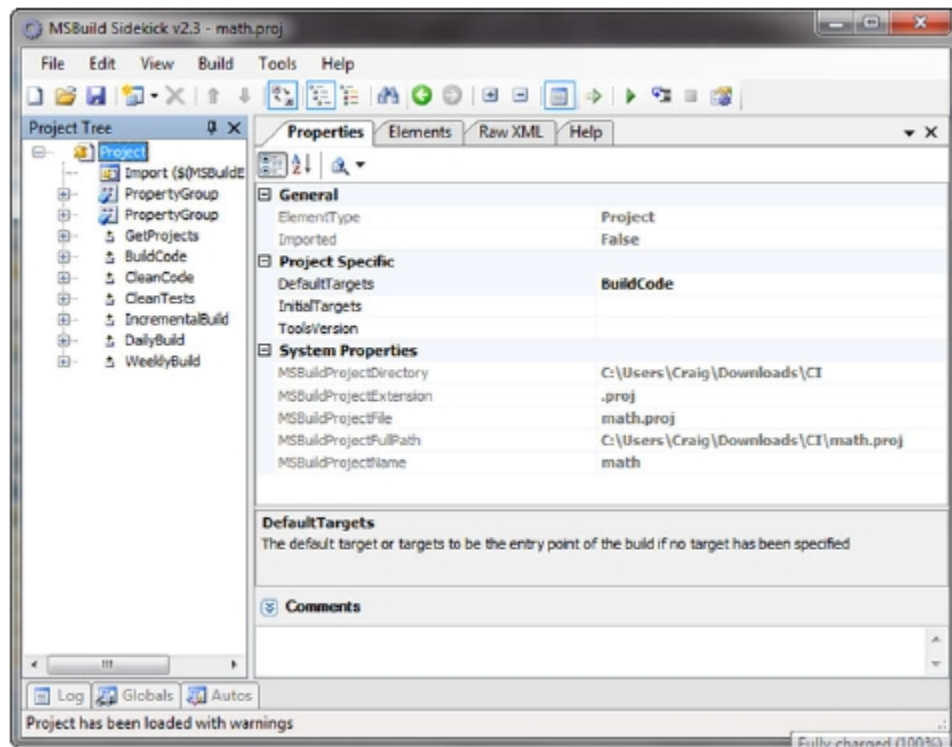 MSBuild Sidekick v2.3 - math.proj
File Edit View Build Tools Help
Project Tree
Project
Import ($(MSBuildE
PropertyGroup
PropertyGroup
GetProjects
BuildCode
CleanCode
CleanTests
IncrementalBuild
DailyBuild
WeeklyBuild
Properties Elements Raw XML Help
General
ElementType Project
Imported False
Project Specific
DefaultTargets BuildCode
InitialTargets
ToolsVersion
System Properties
MSBuildProjectDirectory C:\Users\Craig\Downloads\CI
MSBuildProjectExtension .proj
MSBuildProjectFile math.proj
MSBuildProjectFullPath C:\Users\Craig\Downloads\CI\math.proj
MSBuildProjectName math
DefaultTargets
The default target or targets to be the entry point of the build if no target has been specified
Comments
Log Globals Autos
Project has been loaded with warnings
Fully charged (100%)